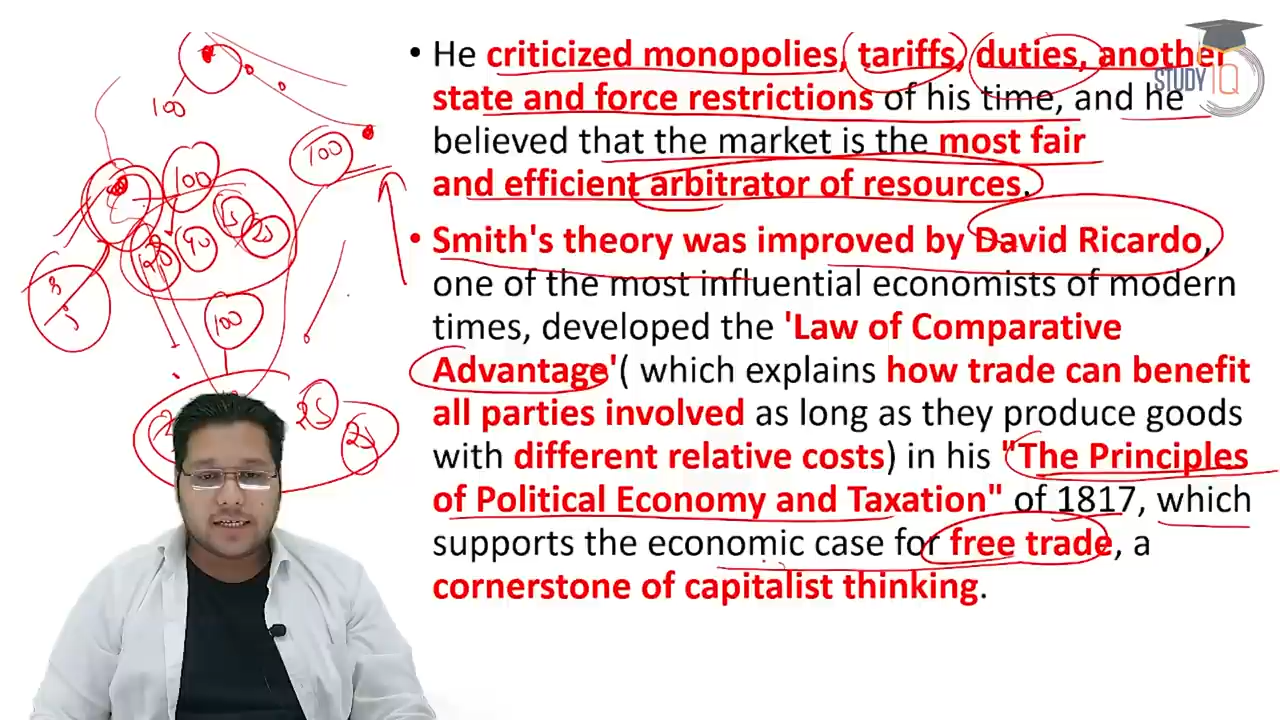 • He criticized monopolies, tariffs, duties, another
state and force restrictions of his time, and he
believed that the market is the most fair
and efficient arbitrator of resources.
• Smith's theory was improved by David Ricardo,
one of the most influential economists of modern
times, developed the 'Law of Comparative
Advantage'( which explains how trade can benefit
all parties involved as long as they produce goods
with different relative costs) in his "The Principles
of Political Economy and Taxation" of 1817, which
supports the economic case for free trade, a
cornerstone of capitalist thinking.
STUDY IQ
100
100
100
100
25
25